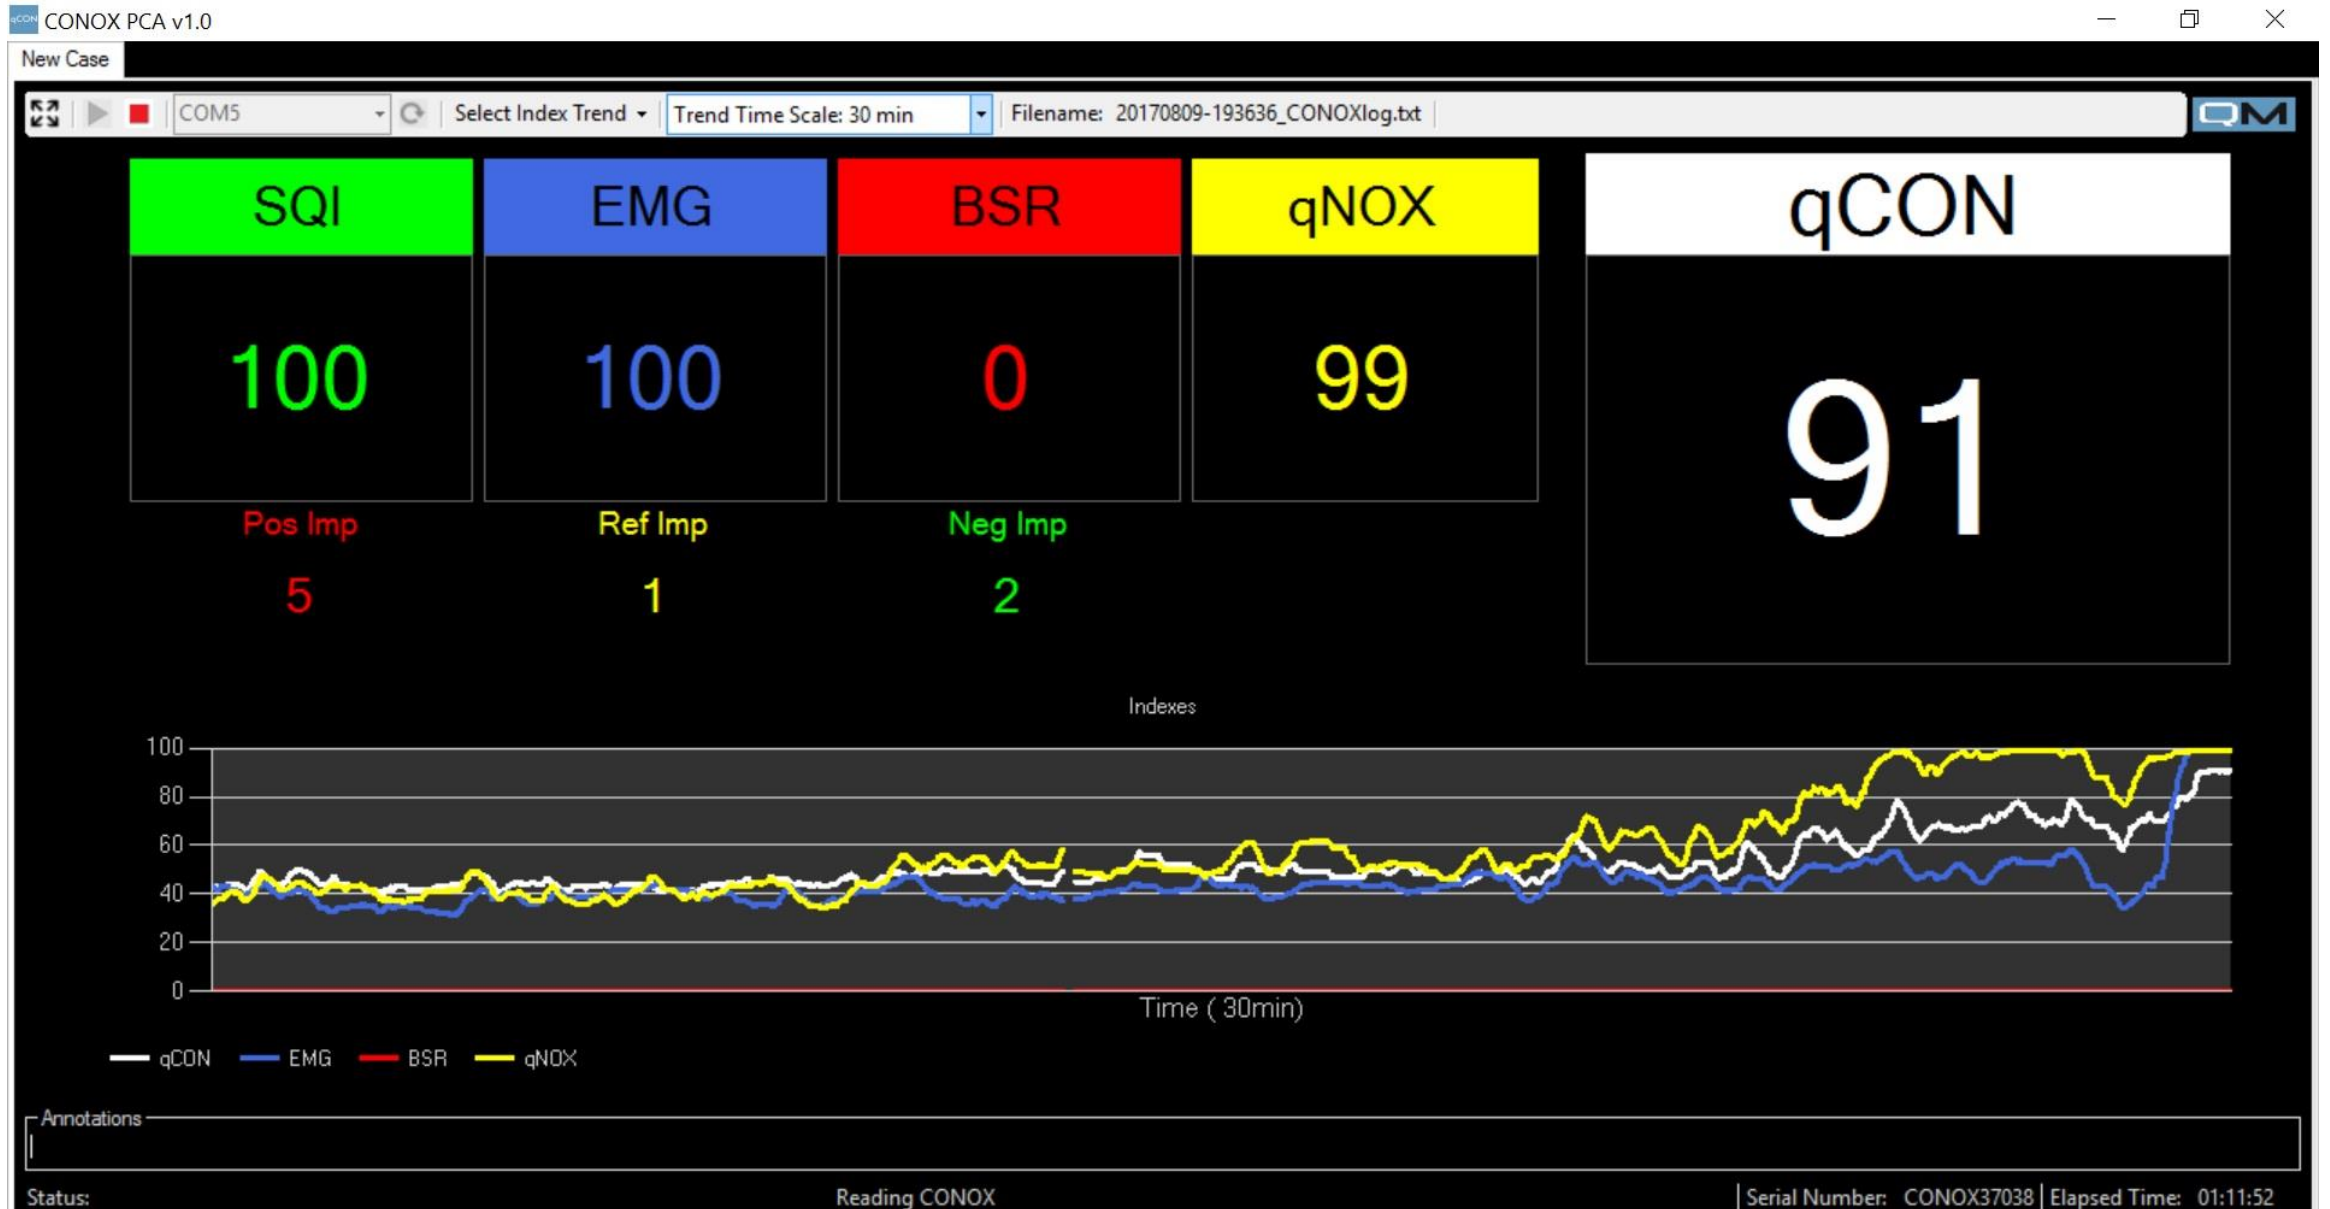 qCON CONOX PCA v1.0
New Case
COM5 Select Index Trend Trend Time Scale: 30 min Filename: 20170809-193636_CONOXlog.txt QM
SQI EMG BSR qNOX qCON
100 100 0 99 91
Pos Imp Ref Imp Neg Imp
5 1 2
Indexes
100
80
60
40
20
0
Time ( 30min)
qCON EMG BSR qNOX
Annotations
Status: Reading CONOX Serial Number: CONOX37038 Elapsed Time: 01:11:52